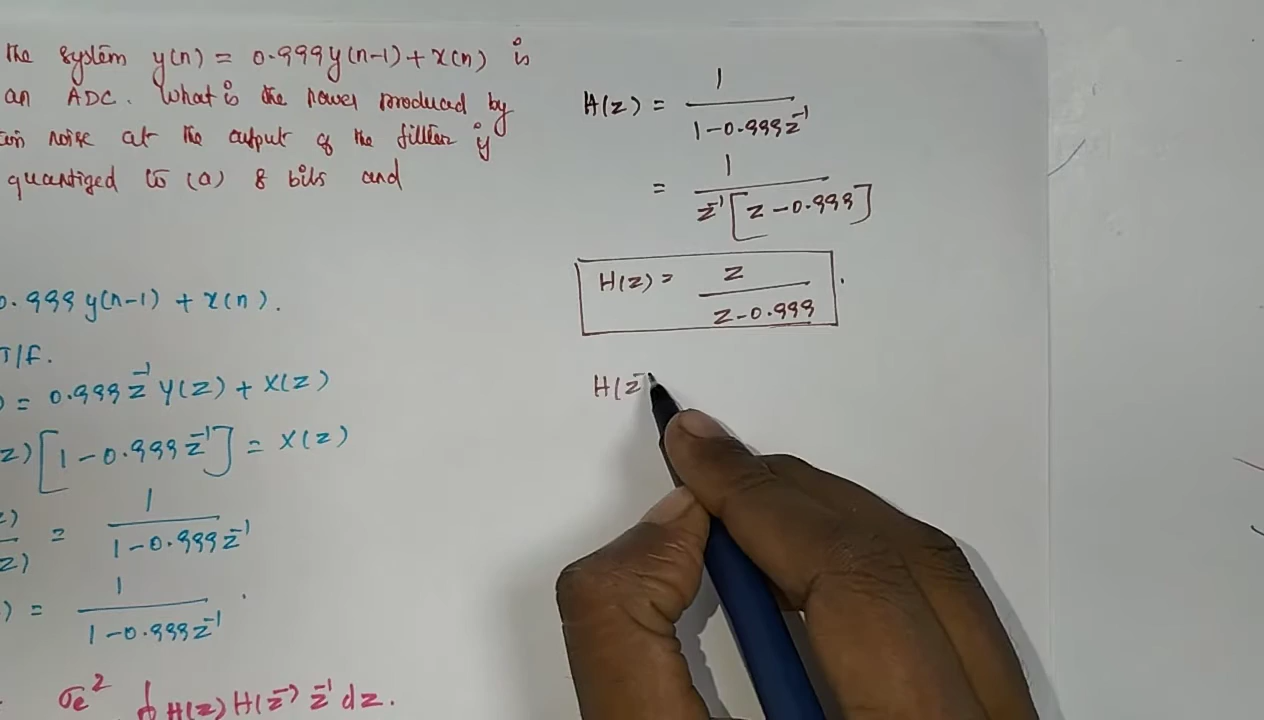 the system y(n) = 0.999y(n-1) + x(n) is
an ADC. What is the power produced by
noise at the output of the filter if
quantized to (a) 8 bits and
0.999 y(n-1) + x(n).
T/f.
= 0.999 z⁻¹ Y(z) + X(z)
z) [1 - 0.999 z⁻¹] = X(z)
z)
z)
= 1
1 - 0.999 z⁻¹
) = 1
1 - 0.999 z⁻¹ .
σe² ∮ H(z) H(z⁻¹) z⁻¹ dz.
H(z) = 1
1 - 0.999 z⁻¹
= 1
z⁻¹ [z - 0.999]
H(z) = z
z - 0.999 .
H(z⁻